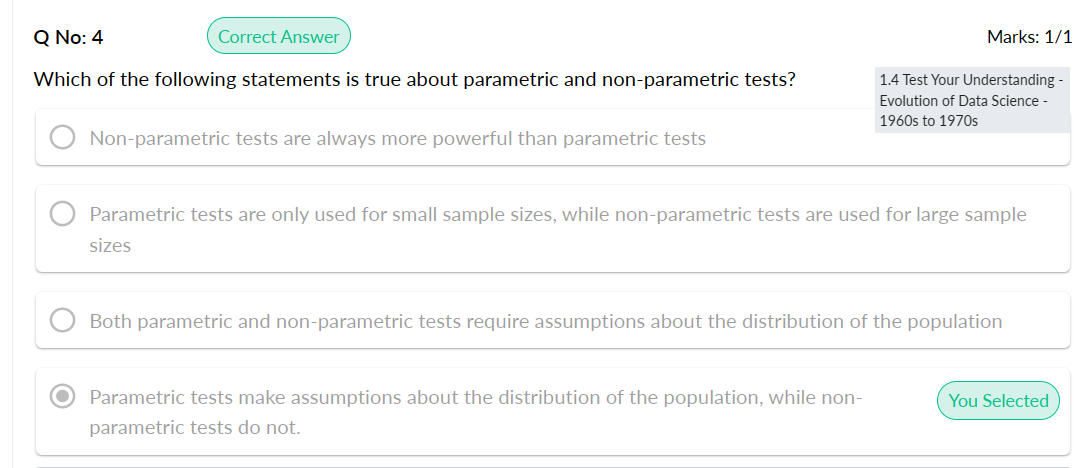 Q No: 4
Correct Answer
Marks: 1/1
Which of the following statements is true about parametric and non-parametric tests?
1.4 Test Your Understanding -
Evolution of Data Science -
1960s to 1970s
Non-parametric tests are always more powerful than parametric tests
Parametric tests are only used for small sample sizes, while non-parametric tests are used for large sample
sizes
Both parametric and non-parametric tests require assumptions about the distribution of the population
Parametric tests make assumptions about the distribution of the population, while non-
parametric tests do not.
You Selected